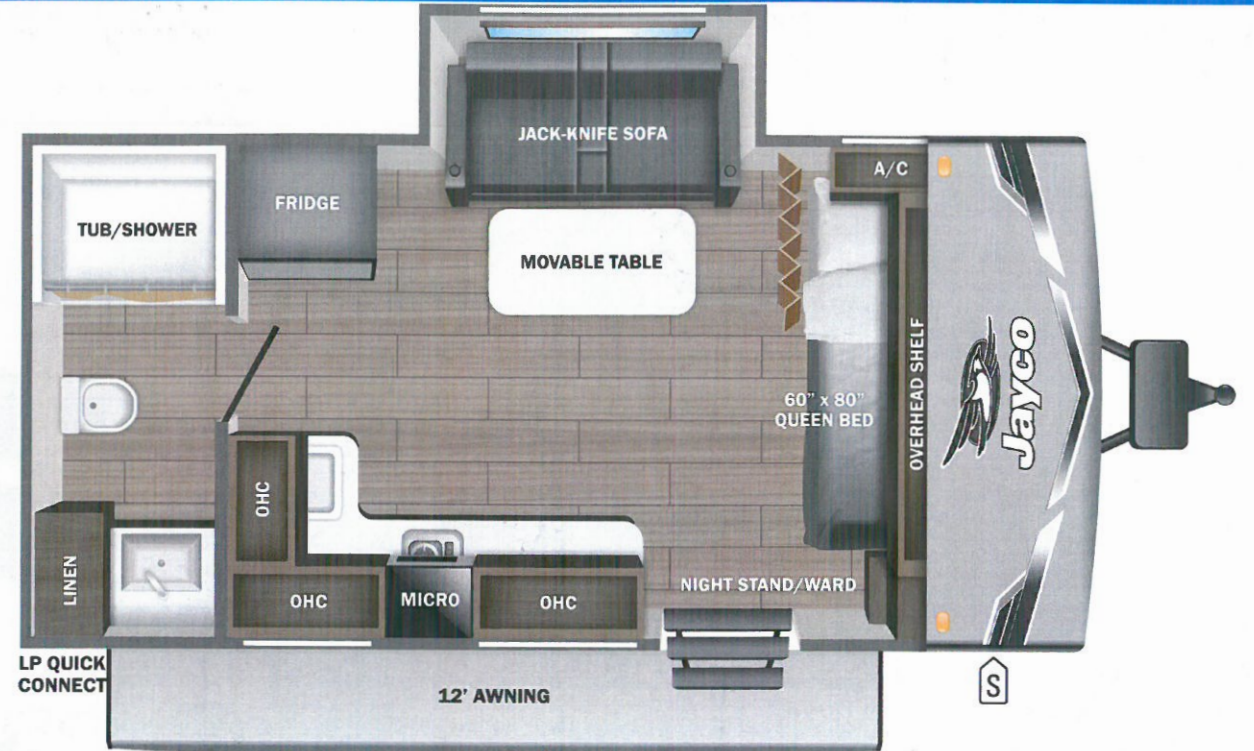 JACK-KNIFE SOFA
A/C
FRIDGE
TUB/SHOWER
MOVABLE TABLE
OVERHEAD SHELF
60" x 80"
QUEEN BED
Jayco
OHC
LINEN
OHC
MICRO
OHC
NIGHT STAND/WARD
LP QUICK
CONNECT
12' AWNING
S